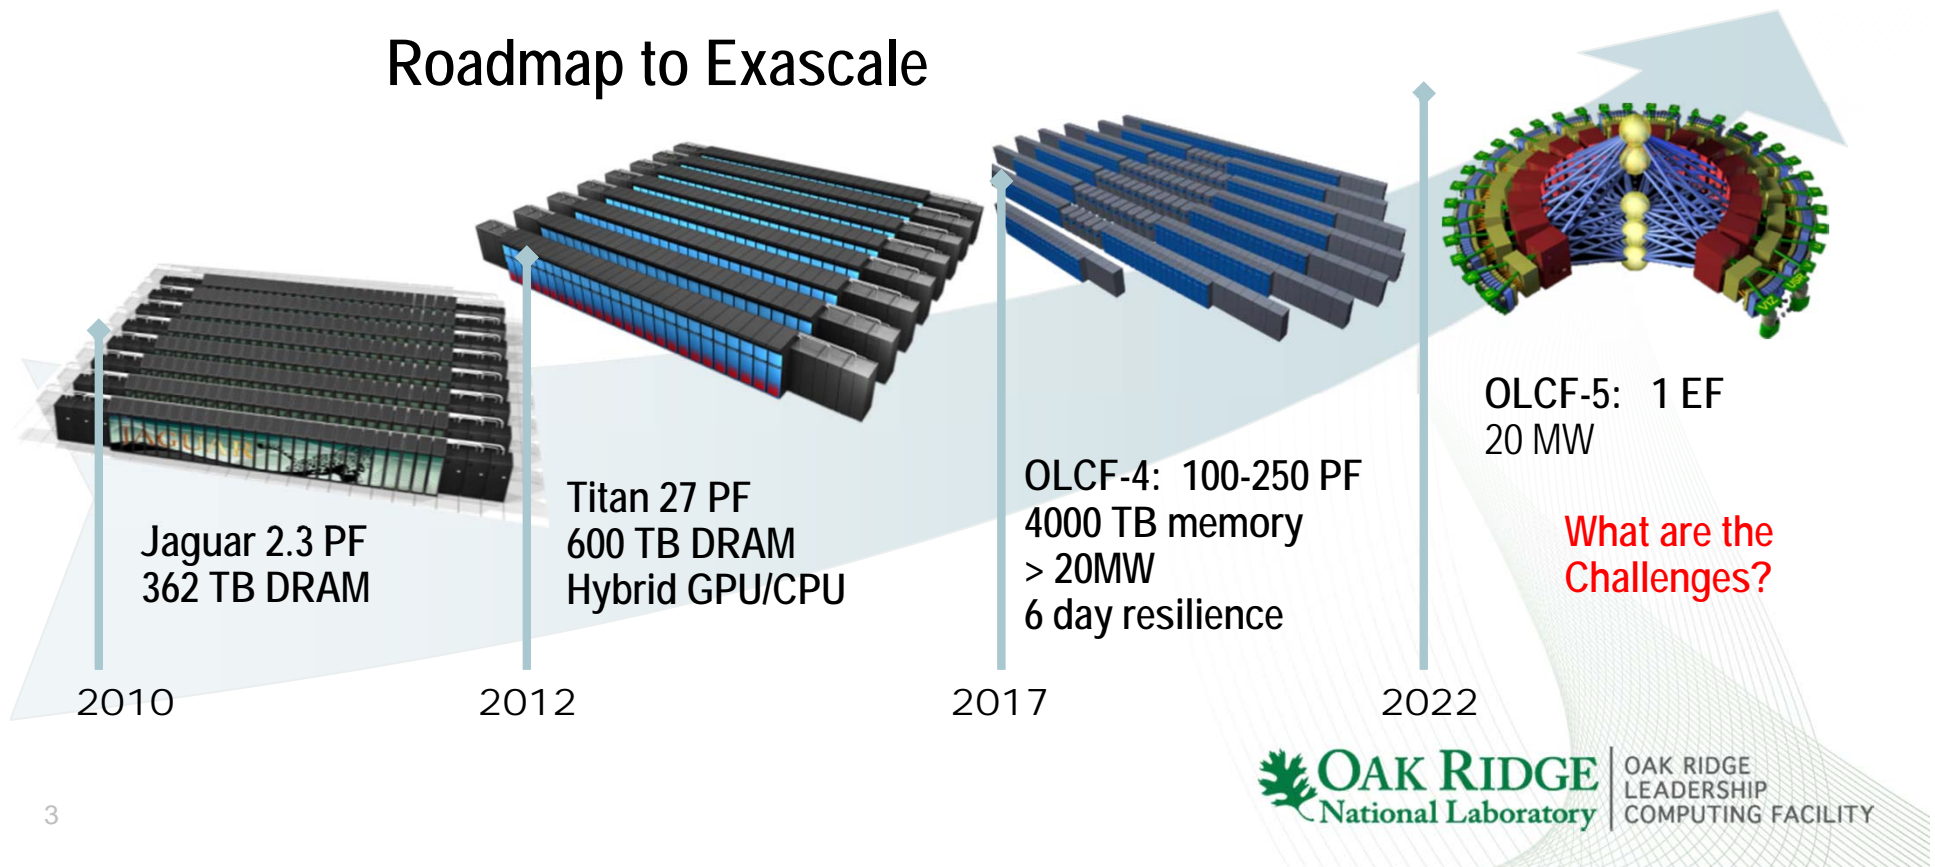 Roadmap to Exascale
JAGUAR
Jaguar 2.3 PF
362 TB DRAM
2010
Titan 27 PF
600 TB DRAM
Hybrid GPU/CPU
2012
OLCF-4: 100-250 PF
4000 TB memory
> 20MW
6 day resilience
2017
OLCF-5: 1 EF
20 MW
What are the
Challenges?
2022
3
OAK RIDGE
National Laboratory
OAK RIDGE
LEADERSHIP
COMPUTING FACILITY